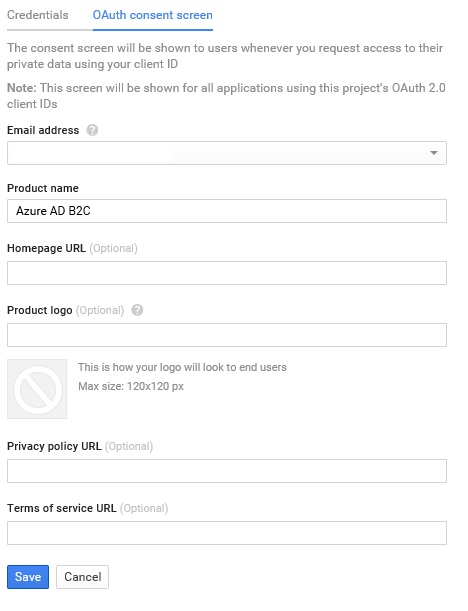 Credentials OAuth consent screen
The consent screen will be shown to users whenever you request access to their
private data using your client ID
Note: This screen will be shown for all applications using this project's OAuth 2.0
client IDs
Email address ?
Product name
Azure AD B2C
Homepage URL (Optional)
Product logo (Optional) ?
This is how your logo will look to end users
Max size: 120x120 px
Privacy policy URL (Optional)
Terms of service URL (Optional)
Save Cancel